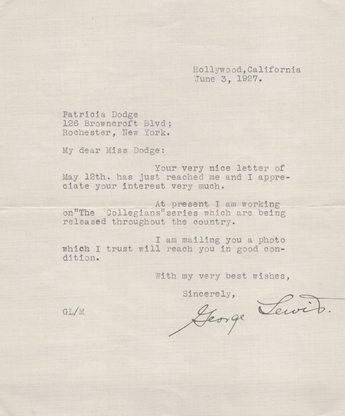 Hollywood,California
June 3, 1927.
Patricia Dodge
126 Browncroft Blvd;
Rochester, New York.
My dear Miss Dodge:
Your very nice letter of
May 12th. has just reached me and I appre-
ciate your interest very much.
At present I am working
on"The Collegians"series which are being
released throughout the country.
I am mailing you a photo
which I trust will reach you in good con-
dition.
With my very best wishes,
Sincerely,
George Lewis.
GL/M